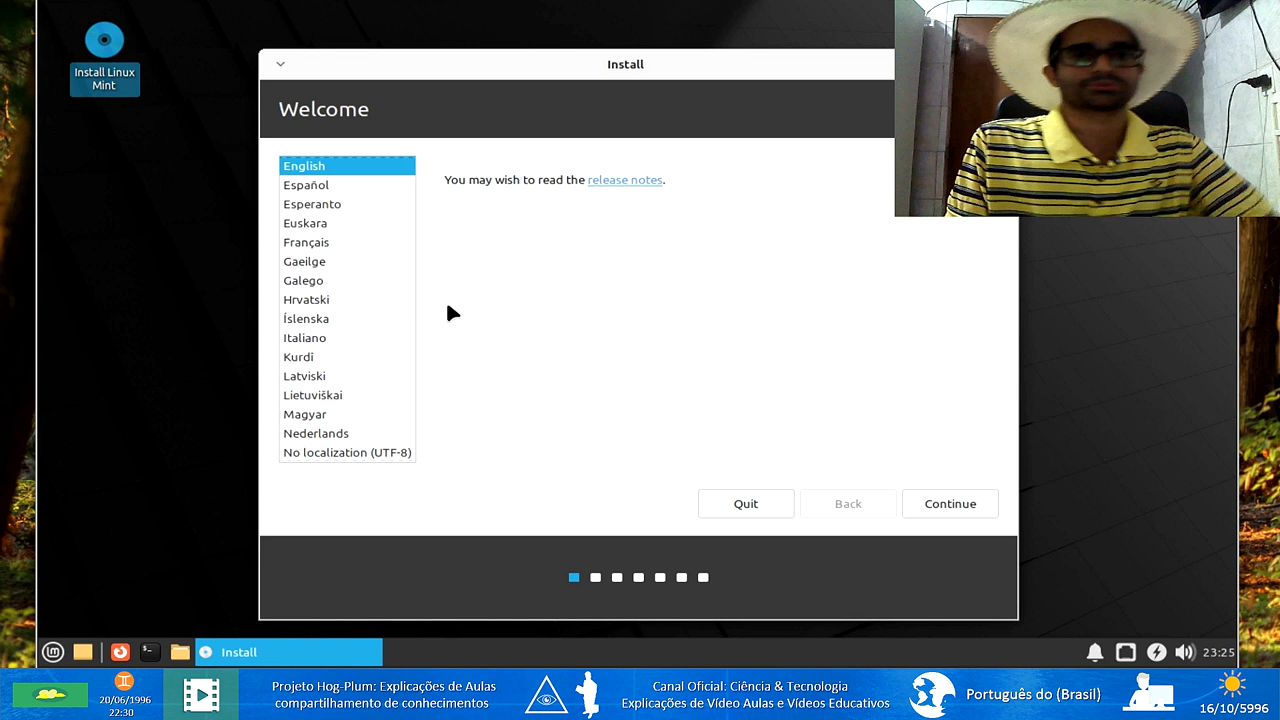 Install Linux
Mint
Install
Welcome
English
Español
Esperanto
Euskara
Français
Gaeilge
Galego
Hrvatski
Íslenska
Italiano
Kurdî
Latviski
Lietuviškai
Magyar
Nederlands
No localization (UTF-8)
You may wish to read the release notes.
Quit
Back
Continue
Install
23:25
20/06/1996
22:30
Projeto Hog-Plum: Explicações de Aulas
compartilhamento de conhecimentos
Canal Oficial: Ciência & Tecnologia
Explicações de Vídeo Aulas e Vídeos Educativos
Português do (Brasil)
16/10/5996